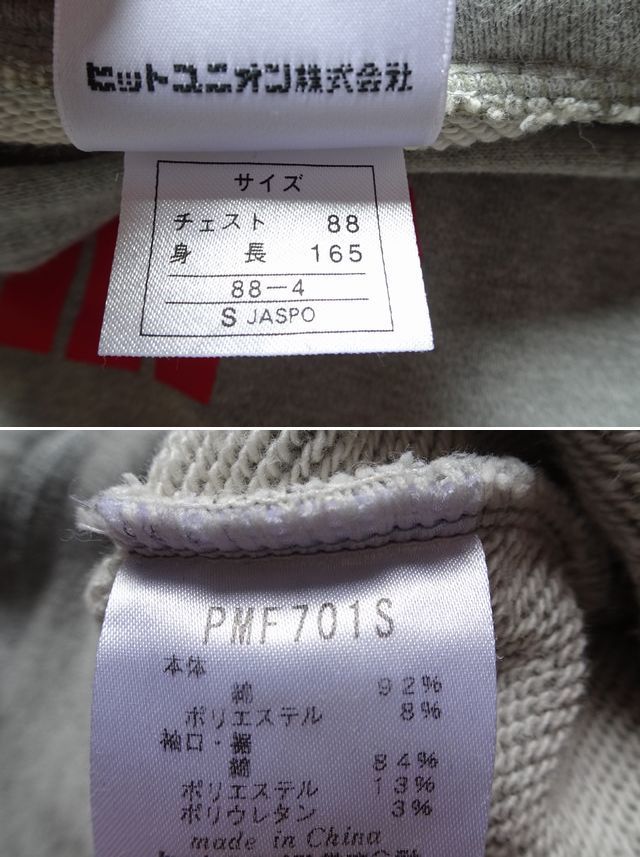 ヒットユニオン株式会社
サイズ
チェスト 88
身長 165
88-4
S JASPO
PMF701S
本体
綿 92%
ポリエステル 8%
袖口・裾
綿 84%
ポリエステル 13%
ポリウレタン 3%
made in China